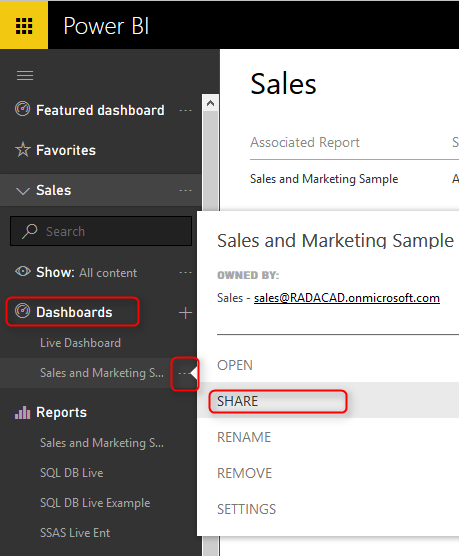 Power BI
Featured dashboard ...
Favorites
Sales ...
Search
Show: All content ...
Dashboards +
Live Dashboard
Sales and Marketing S... ...
Reports
Sales and Marketing S...
SQL DB Live
SQL DB Live Example
SSAS Live Ent
Sales
Associated Report S
Sales and Marketing Sample A
Sales and Marketing Sample
OWNED BY:
Sales - sales@RADACAD.onmicrosoft.com
OPEN
SHARE
RENAME
REMOVE
SETTINGS